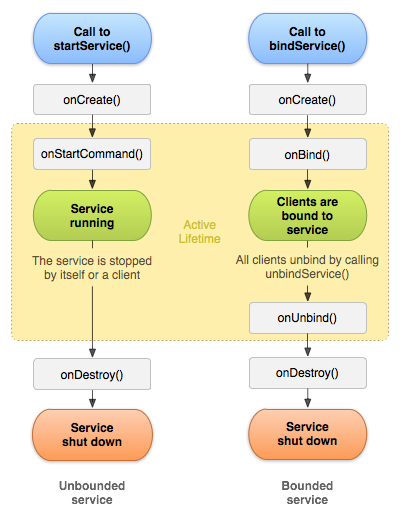 Call to
startService()
onCreate()
onStartCommand()
Service
running
The service is stopped
by itself or a client
onDestroy()
Service
shut down
Unbounded
service
Active
Lifetime
Call to
bindService()
onCreate()
onBind()
Clients are
bound to
service
All clients unbind by calling
unbindService()
onUnbind()
onDestroy()
Service
shut down
Bounded
service